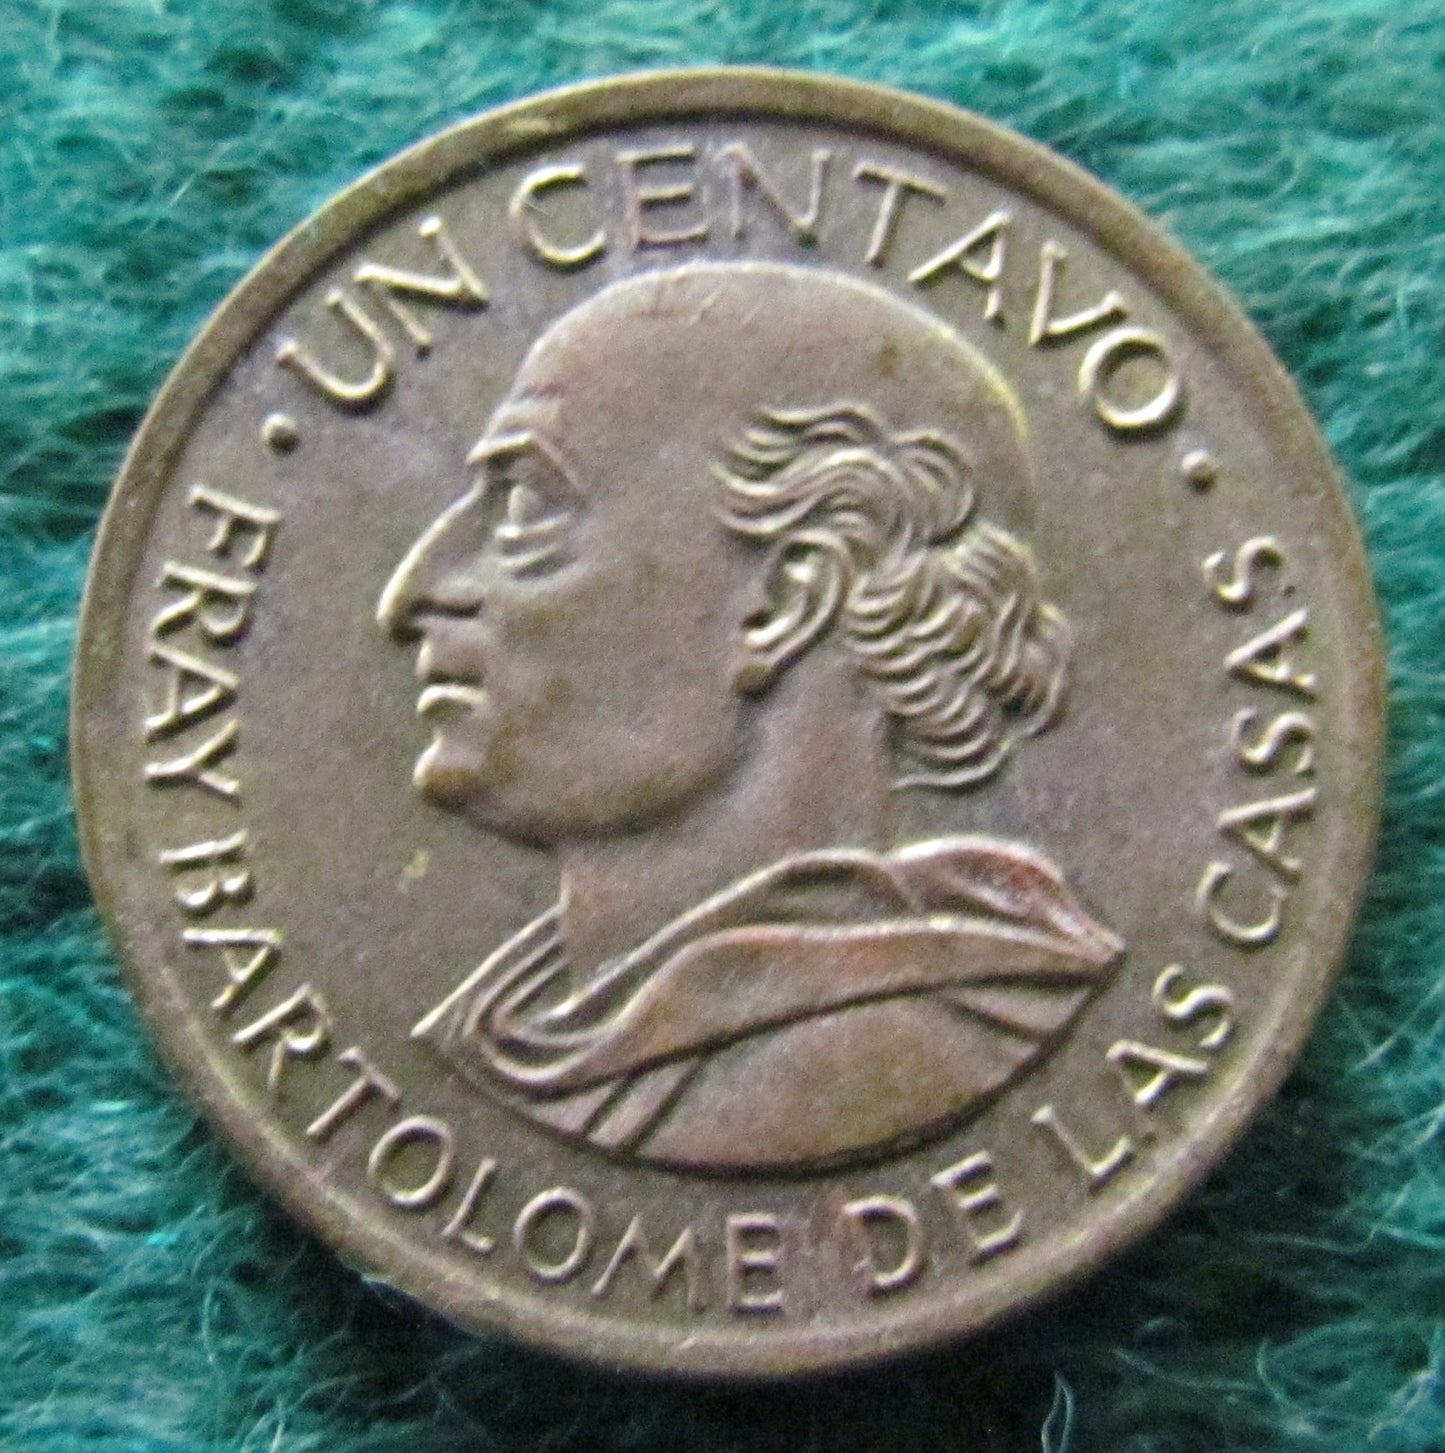 · UN CENTAVO ·
FRAY BARTOLOME DE LAS CASAS